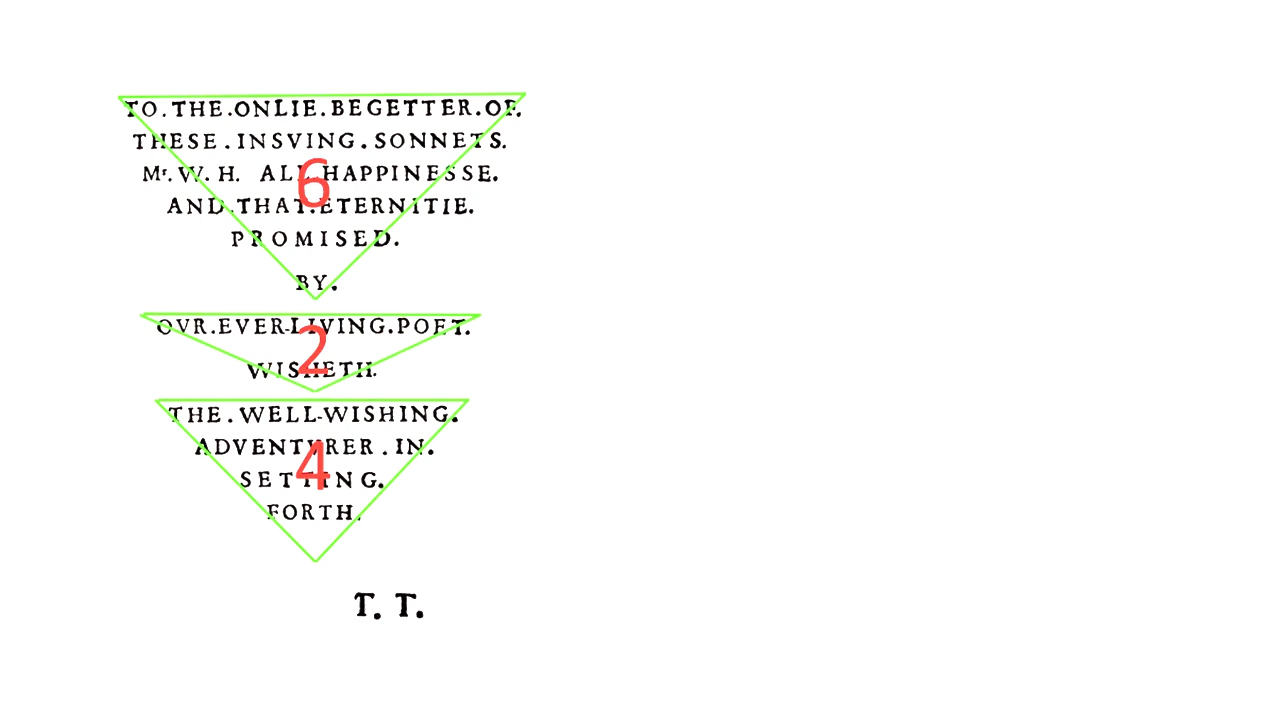 TO.THE.ONLIE.BEGETTER.OF.
THESE.INSVING.SONNETS.
Mr.W.H. ALL.HAPPINESSE.
6
AND.THAT.ETERNITIE.
PROMISED.
BY.
OVR.EVER-LIVING.POET.
2
WISHETH.
THE.WELL-WISHING.
ADVENTVRER.IN.
4
SETTING.
FORTH.
T. T.